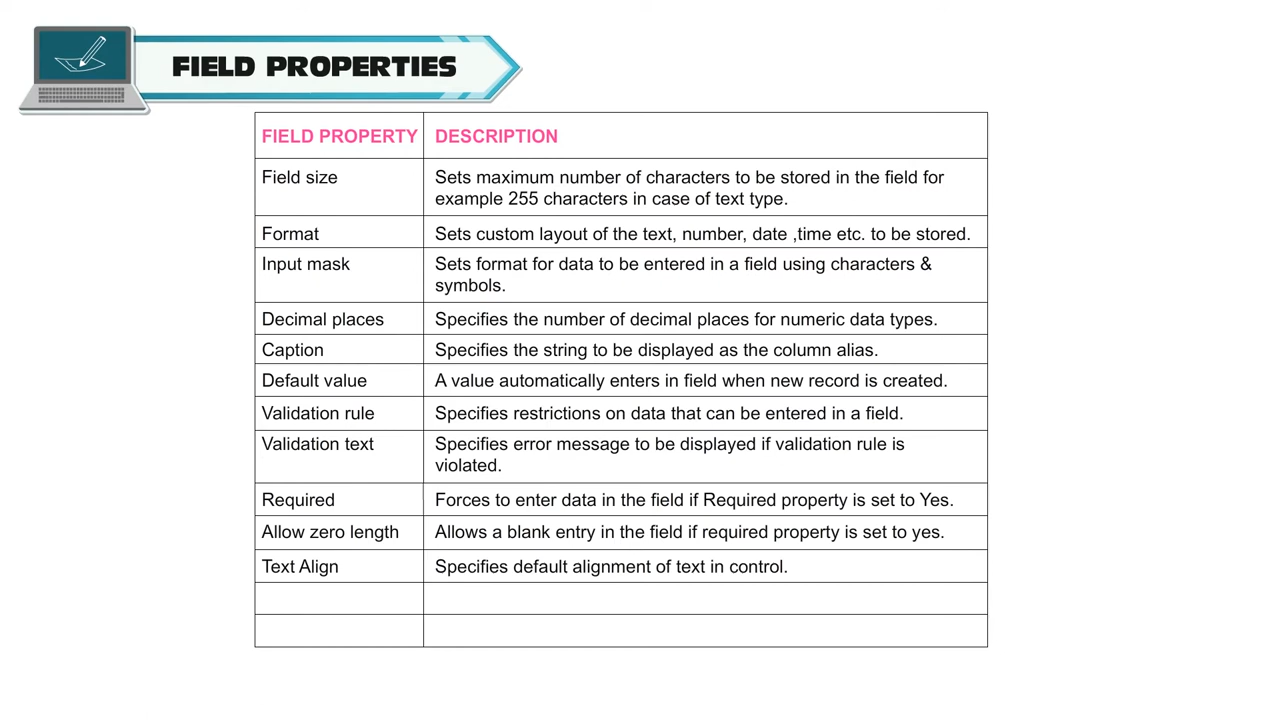 FIELD PROPERTIES
FIELD PROPERTY DESCRIPTION
Field size Sets maximum number of characters to be stored in the field for
example 255 characters in case of text type.
Format Sets custom layout of the text, number, date ,time etc. to be stored.
Input mask Sets format for data to be entered in a field using characters &
symbols.
Decimal places Specifies the number of decimal places for numeric data types.
Caption Specifies the string to be displayed as the column alias.
Default value A value automatically enters in field when new record is created.
Validation rule Specifies restrictions on data that can be entered in a field.
Validation text Specifies error message to be displayed if validation rule is
violated.
Required Forces to enter data in the field if Required property is set to Yes.
Allow zero length Allows a blank entry in the field if required property is set to yes.
Text Align Specifies default alignment of text in control.